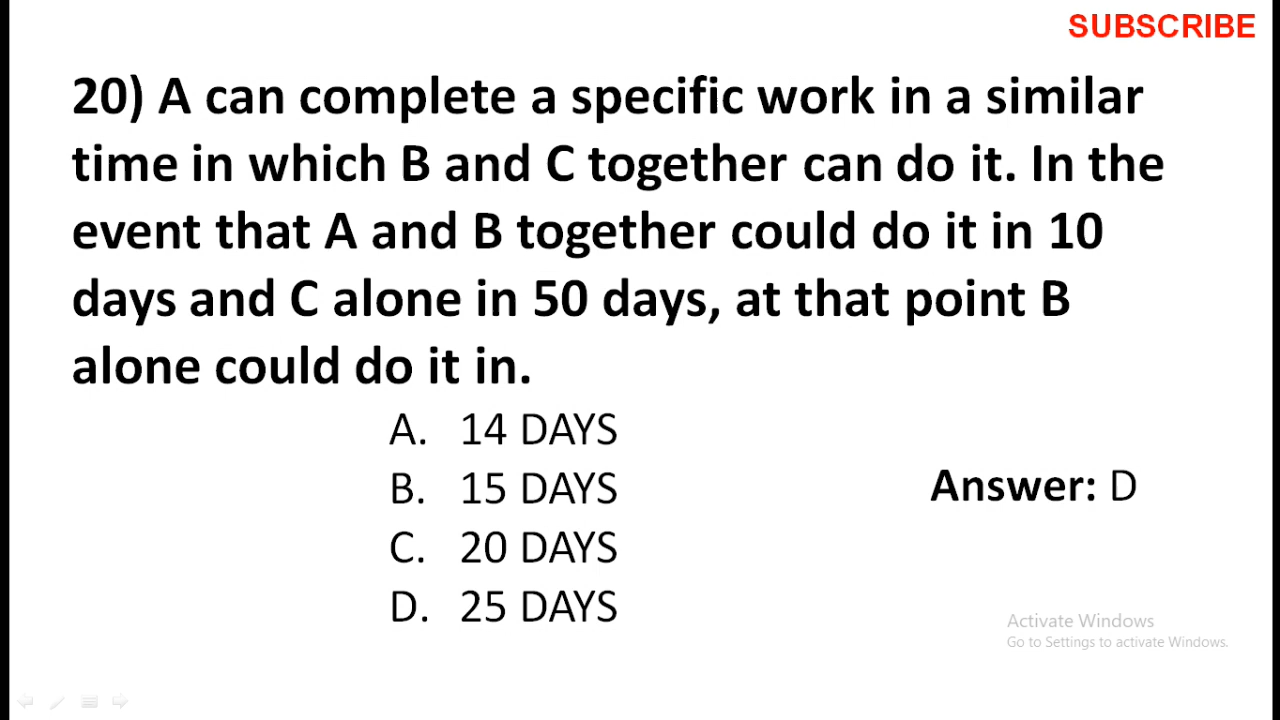 SUBSCRIBE
20) A can complete a specific work in a similar
time in which B and C together can do it. In the
event that A and B together could do it in 10
days and C alone in 50 days, at that point B
alone could do it in.
A. 14 DAYS
B. 15 DAYS
C. 20 DAYS
D. 25 DAYS
Answer: D
Activate Windows
Go to Settings to activate Windows.